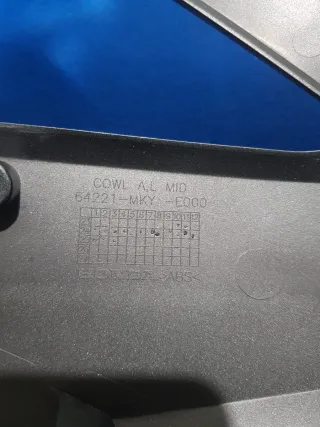 COWL A,L MID
64221-MKY -E000
1 2 3 4 5 6 7 8 9 10 11 12
>ABS<